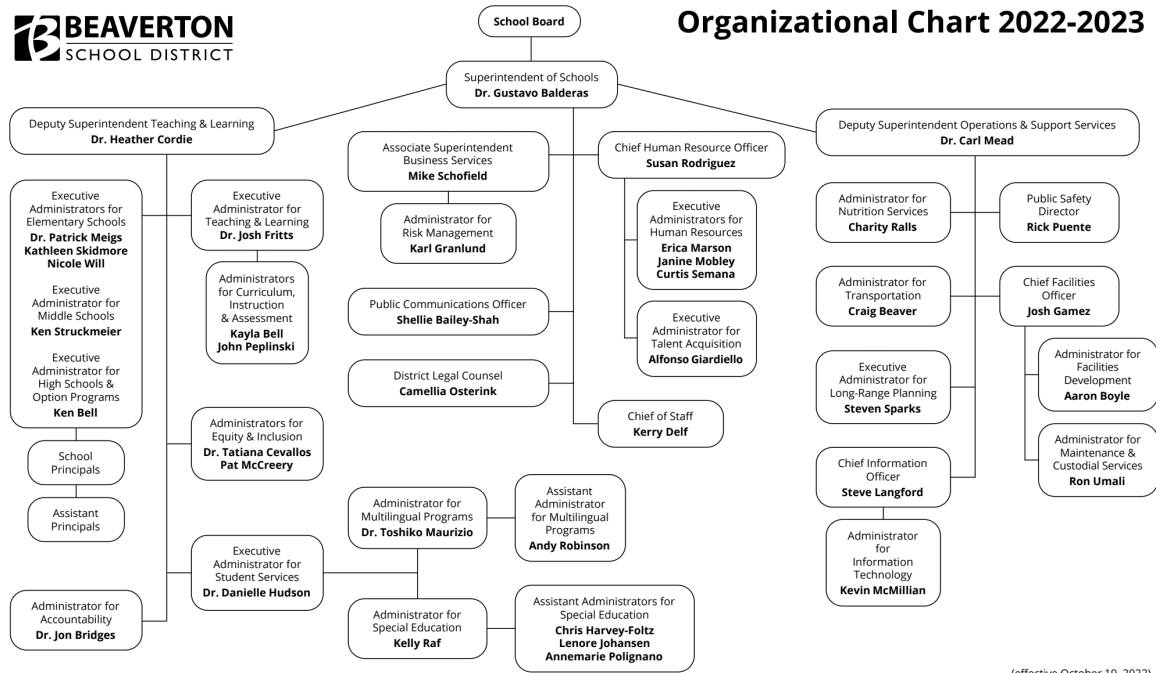 BEAVERTON
SCHOOL DISTRICT
Organizational Chart 2022-2023
School Board
Superintendent of Schools
Dr. Gustavo Balderas
Deputy Superintendent Teaching & Learning
Dr. Heather Cordie
Executive
Administrators for
Elementary Schools
Dr. Patrick Meigs
Kathleen Skidmore
Nicole Will
Executive
Administrator for
Middle Schools
Ken Struckmeier
Executive
Administrator for
High Schools &
Option Programs
Ken Bell
School
Principals
Assistant
Principals
Administrator for
Accountability
Dr. Jon Bridges
Executive
Administrator for
Teaching & Learning
Dr. Josh Fritts
Administrators
for Curriculum,
Instruction
& Assessment
Kayla Bell
John Peplinski
Administrators for
Equity & Inclusion
Dr. Tatiana Cevallos
Pat McCreery
Executive
Administrator for
Student Services
Dr. Danielle Hudson
Administrator for
Multilingual Programs
Dr. Toshiko Maurizio
Assistant
Administrator
for Multilingual
Programs
Andy Robinson
Administrator for
Special Education
Kelly Raf
Assistant Administrators for
Special Education
Chris Harvey-Foltz
Lenore Johansen
Annemarie Polignano
Associate Superintendent
Business Services
Mike Schofield
Administrator for
Risk Management
Karl Granlund
Public Communications Officer
Shellie Bailey-Shah
District Legal Counsel
Camellia Osterink
Chief Human Resource Officer
Susan Rodriguez
Executive
Administrators for
Human Resources
Erica Marson
Janine Mobley
Curtis Semana
Executive
Administrator for
Talent Acquisition
Alfonso Giardiello
Chief of Staff
Kerry Delf
Deputy Superintendent Operations & Support Services
Dr. Carl Mead
Administrator for
Nutrition Services
Charity Ralls
Public Safety
Director
Rick Puente
Administrator for
Transportation
Craig Beaver
Chief Facilities
Officer
Josh Gamez
Administrator for
Facilities
Development
Aaron Boyle
Administrator for
Maintenance &
Custodial Services
Ron Umali
Executive
Administrator for
Long-Range Planning
Steven Sparks
Chief Information
Officer
Steve Langford
Administrator
for
Information
Technology
Kevin McMillian
(effective October 19, 2022)